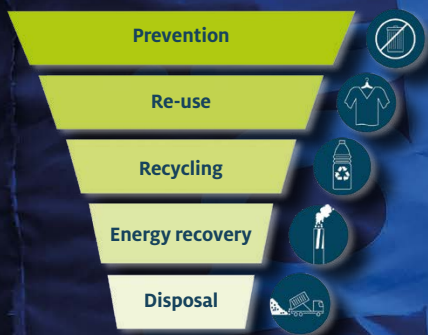 Prevention
Re-use
Recycling
Energy recovery
Disposal